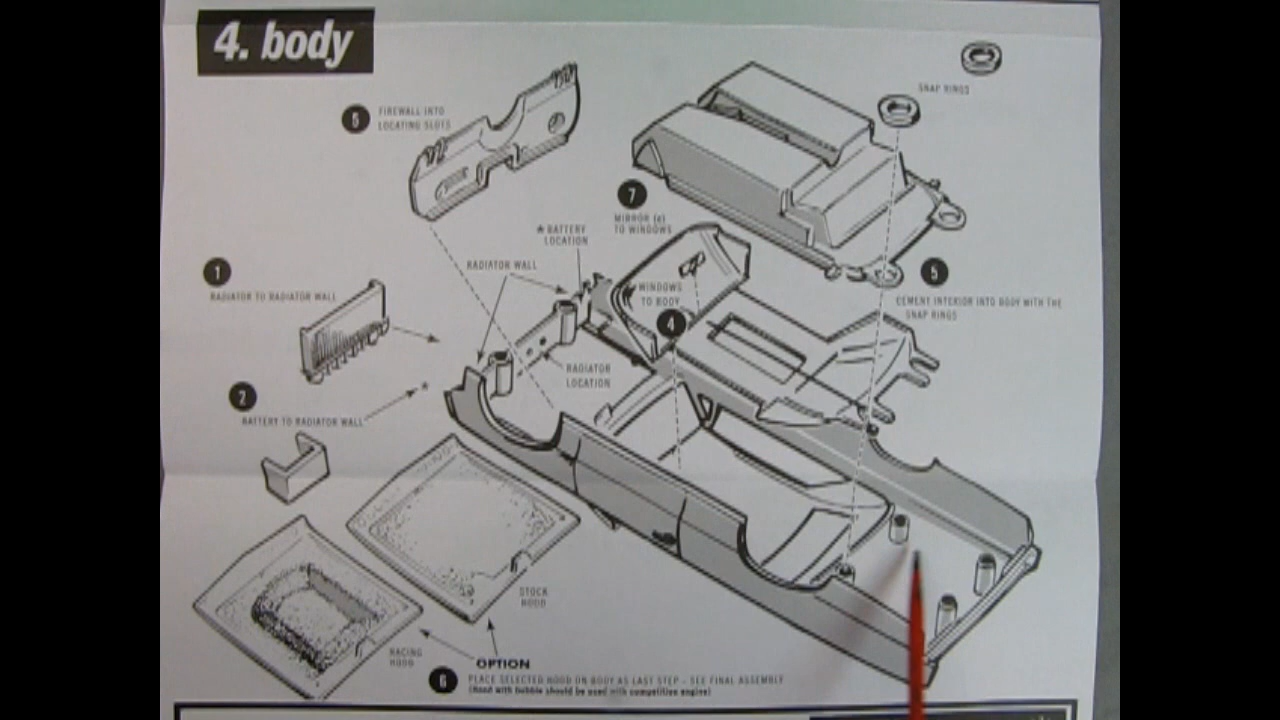 4. body
5
FIREWALL INTO
LOCATING SLOTS
SNAP RINGS
7
MIRROR (s)
TO WINDOWS
★ BATTERY
LOCATION
RADIATOR WALL
1
RADIATOR TO RADIATOR WALL
WINDOWS
TO BODY
4
5
CEMENT INTERIOR INTO BODY WITH THE
SNAP RINGS
RADIATOR
LOCATION
2
BATTERY TO RADIATOR WALL
STOCK
HOOD
RACING
HOOD
OPTION
6
PLACE SELECTED HOOD ON BODY AS LAST STEP - SEE FINAL ASSEMBLY
(Hood with bubble should be used with competition engine)